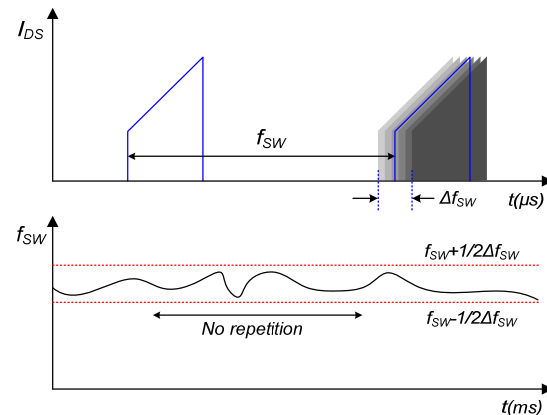 I_DS
f_SW
Δf_SW
t(µs)
f_SW
f_SW+1/2Δf_SW
f_SW-1/2Δf_SW
No repetition
t(ms)